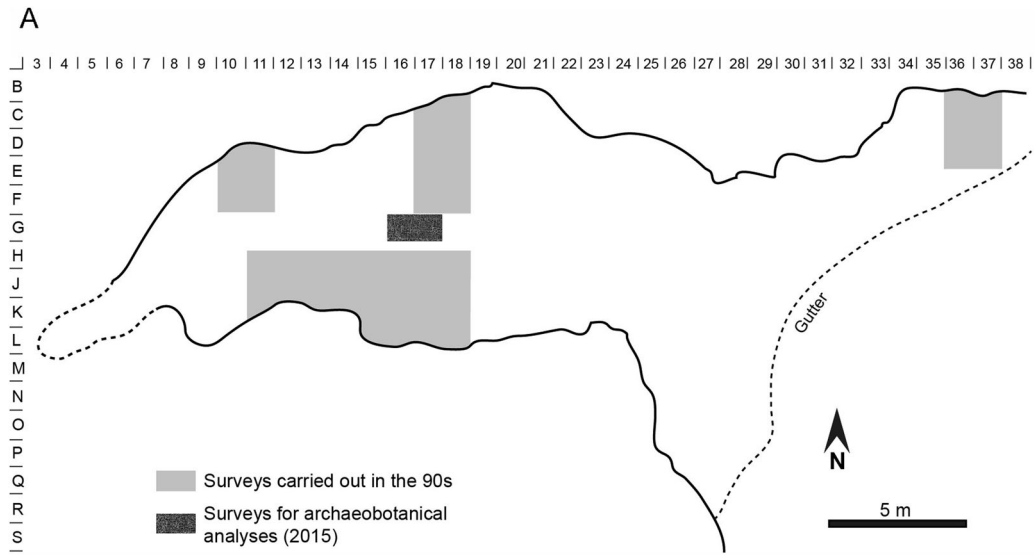 A
3 4 5 6 7 8 9 10 11 12 13 14 15 16 17 18 19 20 21 22 23 24 25 26 27 28 29 30 31 32 33 34 35 36 37 38
B
C
D
E
F
G
H
J
K
L
M
N
O
P
Q
R
S
Gutter
N
5 m
Surveys carried out in the 90s
Surveys for archaeobotanical
analyses (2015)